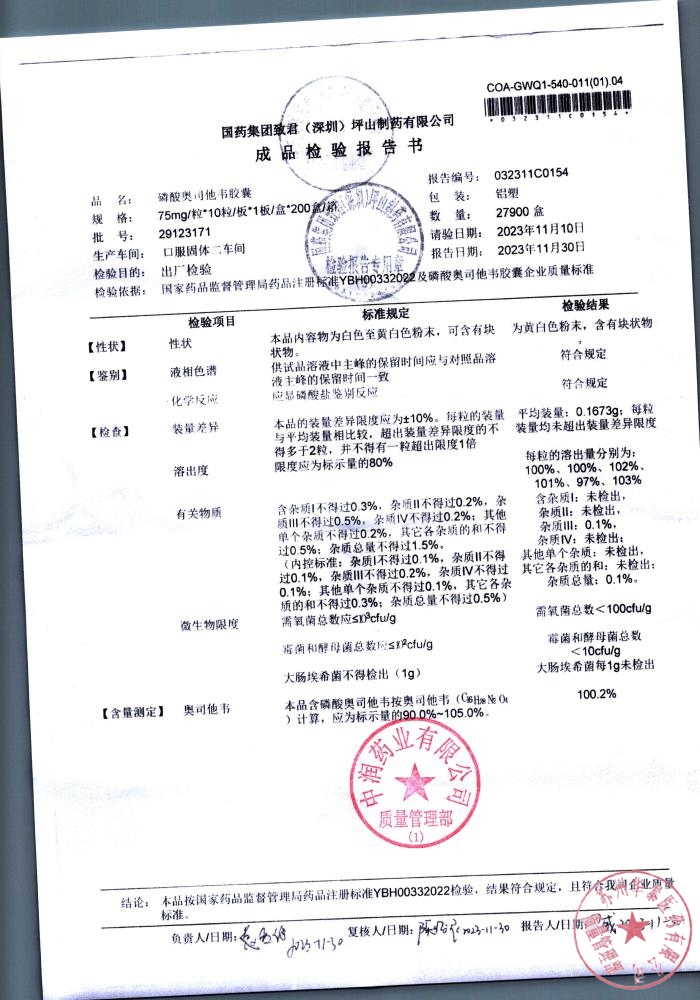 COA-GWQ1-540-011(01).04
*032311C0154*
国药集团致君（深圳）坪山制药有限公司
成品检验报告书
报告编号： 032311C0154
品 名： 磷酸奥司他韦胶囊
包 装： 铝塑
规 格： 75mg/粒*10粒/板*1板/盒*200盒/箱
数 量： 27900 盒
批 号： 29123171
请验日期： 2023年11月10日
生产车间： 口服固体二车间
报告日期： 2023年11月30日
检验目的： 出厂检验
检验依据： 国家药品监督管理局药品注册标准YBH00332022及磷酸奥司他韦胶囊企业质量标准
检验报告专用章
检验项目 标准规定 检验结果
【性状】 性状 本品内容物为白色至黄白色粉末，可含有块 为黄白色粉末，含有块状物
状物。 。
【鉴别】 液相色谱 供试品溶液中主峰的保留时间应与对照品溶 符合规定
液主峰的保留时间一致
化学反应 应显磷酸盐鉴别反应 符合规定
【检查】 装量差异 本品的装量差异限度应为±10%。每粒的装量 平均装量：0.1673g；每粒
与平均装量相比较，超出装量差异限度的不 装量均未超出装量差异限度
得多于2粒，并不得有一粒超出限度1倍
溶出度 限度应为标示量的80% 每粒的溶出量分别为：
100%、100%、102%、
101%、97%、103%
有关物质 含杂质I不得过0.3%，杂质II不得过0.2%，杂 含杂质I：未检出，
质III不得过0.5%，杂质IV不得过0.2%；其他 杂质II：未检出，
单个杂质不得过0.2%，其它各杂质的和不得 杂质III：0.1%，
过0.5%；杂质总量不得过1.5%。 杂质IV：未检出；
（内控标准：杂质I不得过0.1%，杂质II不得 其他单个杂质：未检出，
过0.1%，杂质III不得过0.2%，杂质IV不得过 其它各杂质的和：未检出；
0.1%；其他单个杂质不得过0.1%，其它各杂 杂质总量：0.1%。
质的和不得过0.3%；杂质总量不得过0.5%）
微生物限度 需氧菌总数应≤10³cfu/g 需氧菌总数＜100cfu/g
霉菌和酵母菌总数应≤10²cfu/g 霉菌和酵母菌总数
＜10cfu/g
大肠埃希菌不得检出（1g） 大肠埃希菌每1g未检出
【含量测定】 奥司他韦 本品含磷酸奥司他韦按奥司他韦（C16H28N2O4 100.2%
）计算，应为标示量的90.0%~105.0%。
中润药业有限公司
质量管理部
(1)
结论： 本品按国家药品监督管理局药品注册标准YBH00332022检验，结果符合规定，且符合我司企业质量
标准。
负责人/日期： 2023-11-30 复核人/日期： 2023-11-30 报告人/日期：